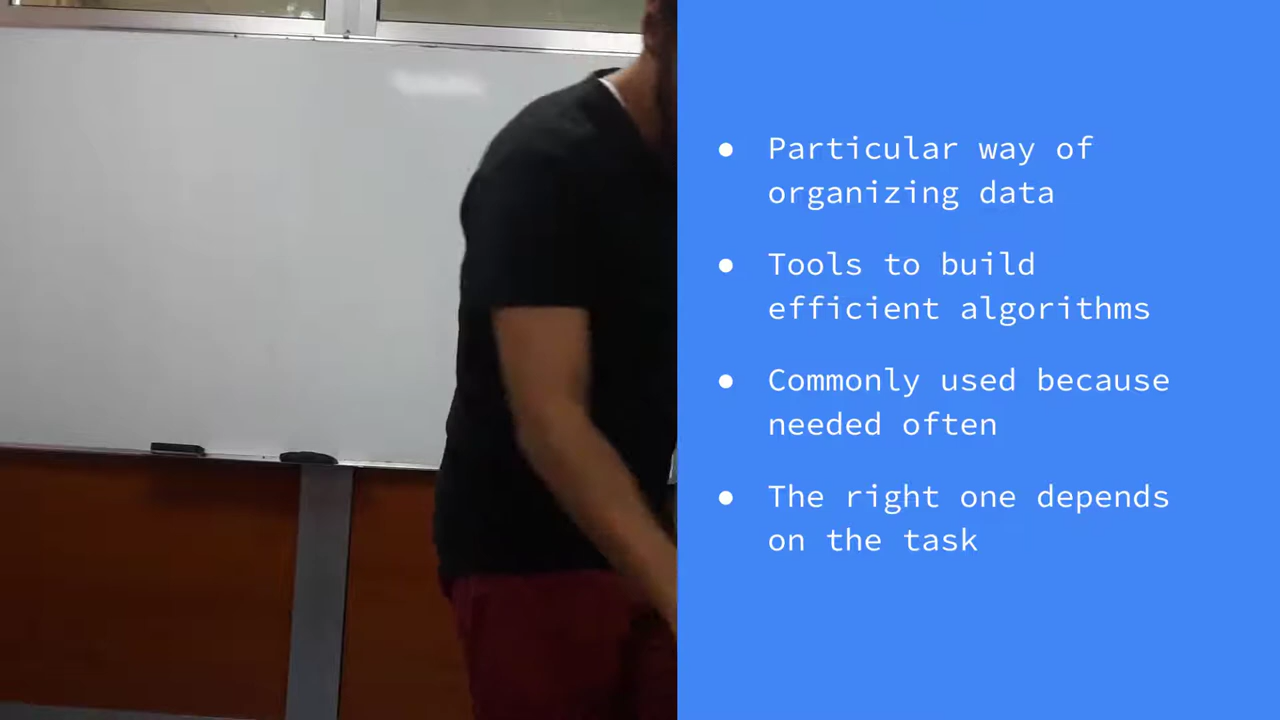 ● Particular way of
organizing data
● Tools to build
efficient algorithms
● Commonly used because
needed often
● The right one depends
on the task